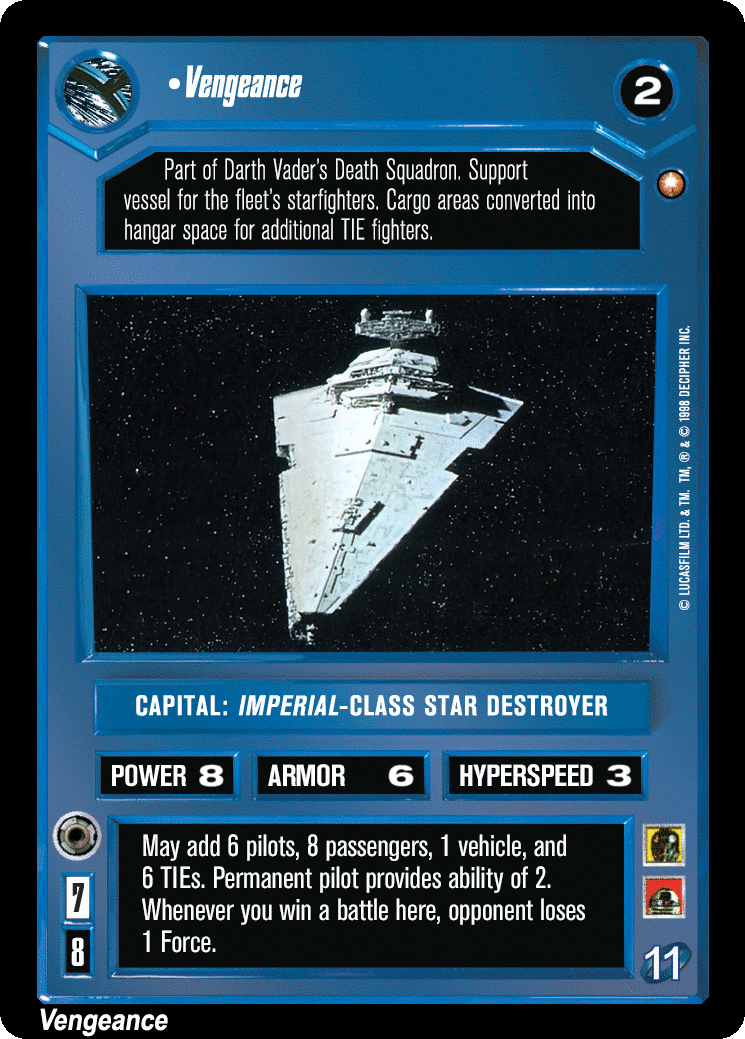 •Vengeance
2
Part of Darth Vader's Death Squadron. Support
vessel for the fleet's starfighters. Cargo areas converted into
hangar space for additional TIE fighters.
© LUCASFILM LTD. & TM. TM, ® & © 1998 DECIPHER INC.
CAPITAL: IMPERIAL-CLASS STAR DESTROYER
POWER 8 ARMOR 6 HYPERSPEED 3
May add 6 pilots, 8 passengers, 1 vehicle, and
6 TIEs. Permanent pilot provides ability of 2.
Whenever you win a battle here, opponent loses
1 Force.
7
8
11
Vengeance